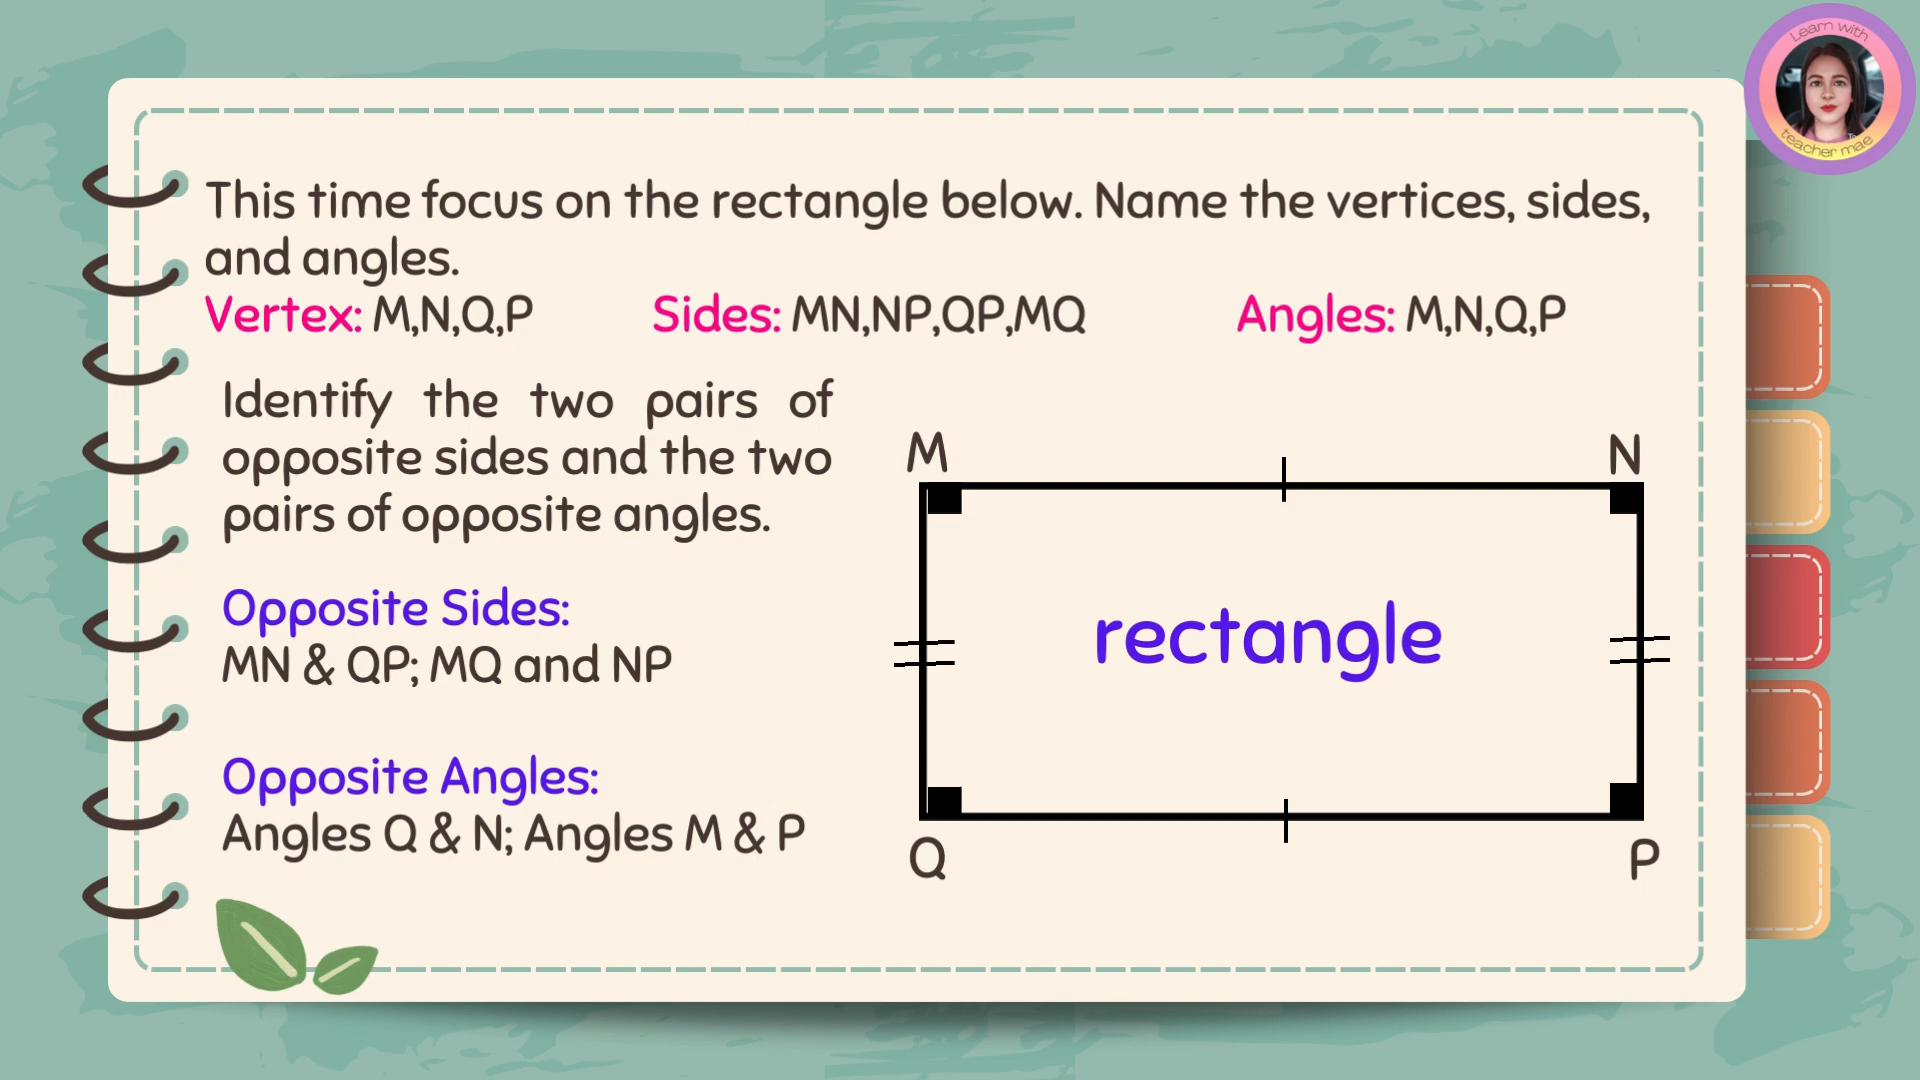 Learn with
teacher mae
This time focus on the rectangle below. Name the vertices, sides,
and angles.
Vertex: M,N,Q,P
Sides: MN,NP,QP,MQ
Angles: M,N,Q,P
Identify the two pairs of
opposite sides and the two
pairs of opposite angles.
Opposite Sides:
MN & QP; MQ and NP
Opposite Angles:
Angles Q & N; Angles M & P
M
N
rectangle
Q
P